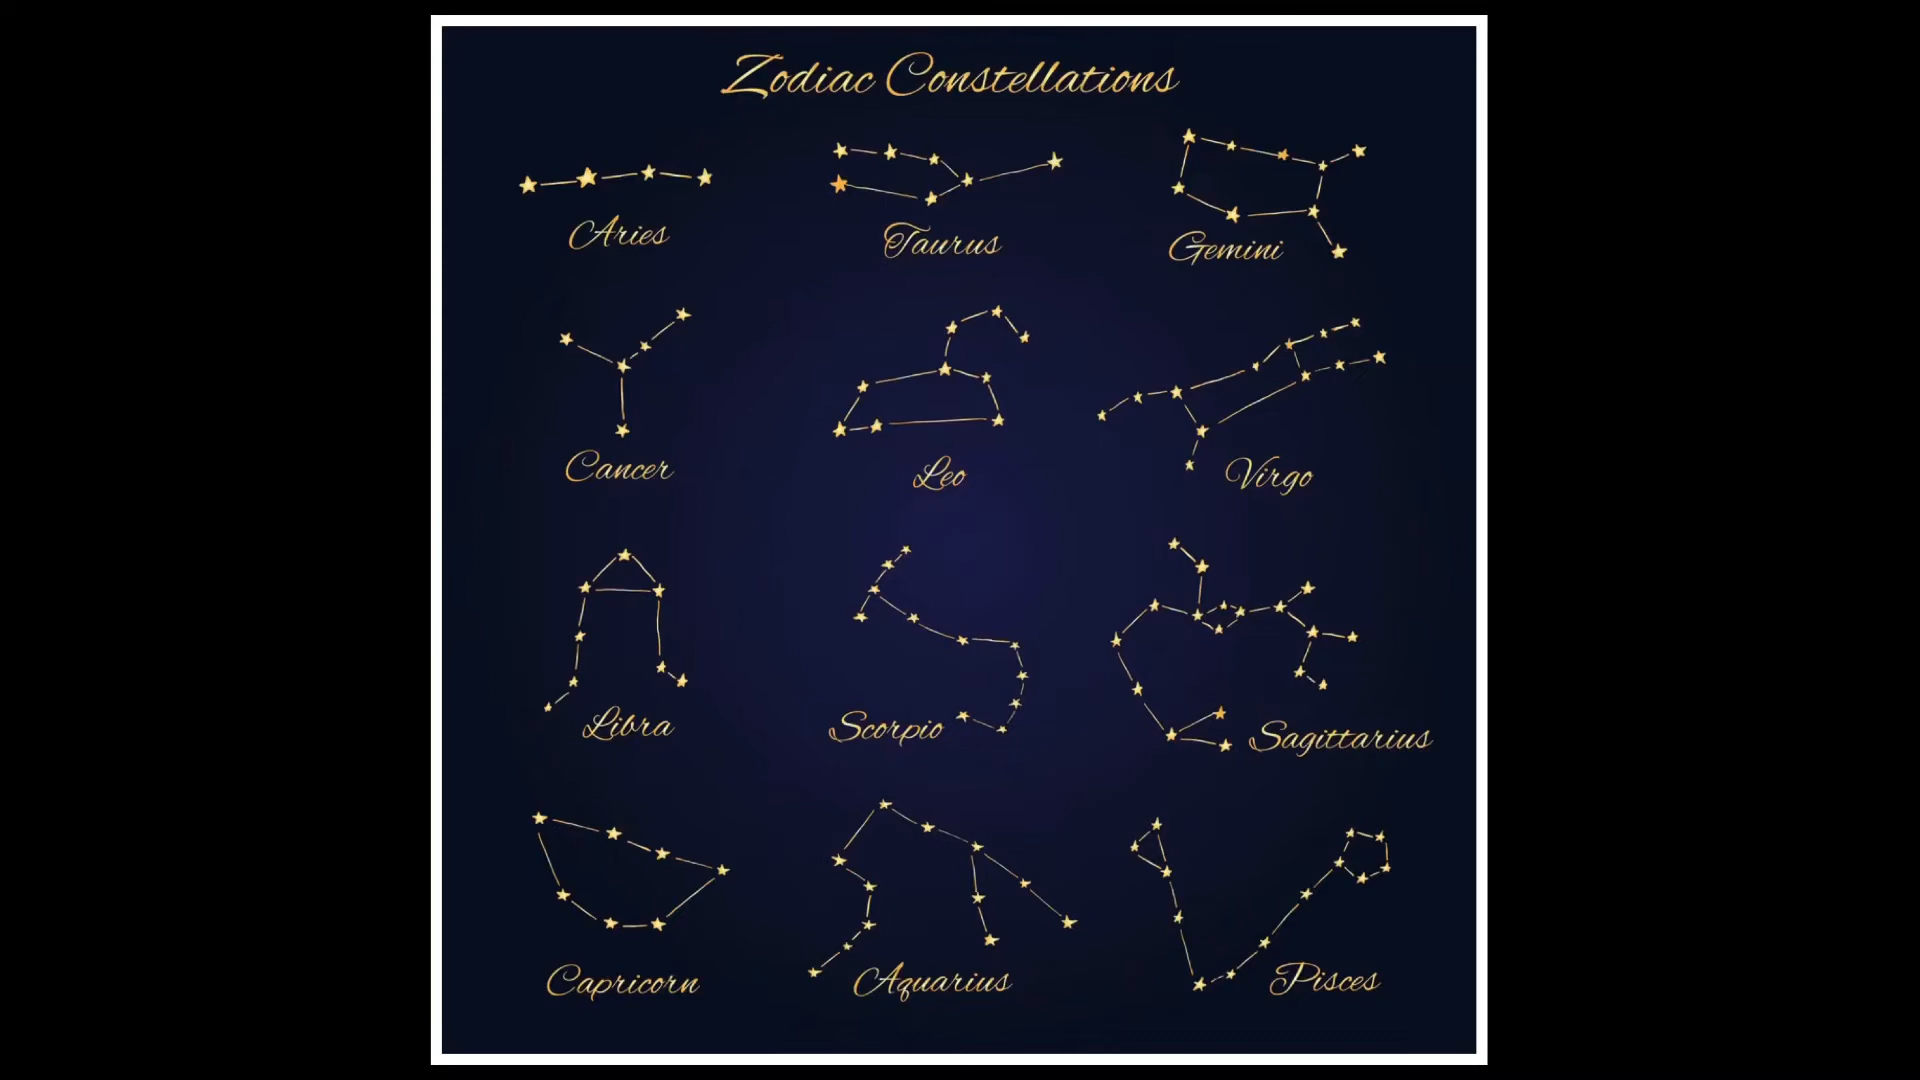 Zodiac Constellations
Aries
Taurus
Gemini
Cancer
Leo
Virgo
Libra
Scorpio
Sagittarius
Capricorn
Aquarius
Pisces